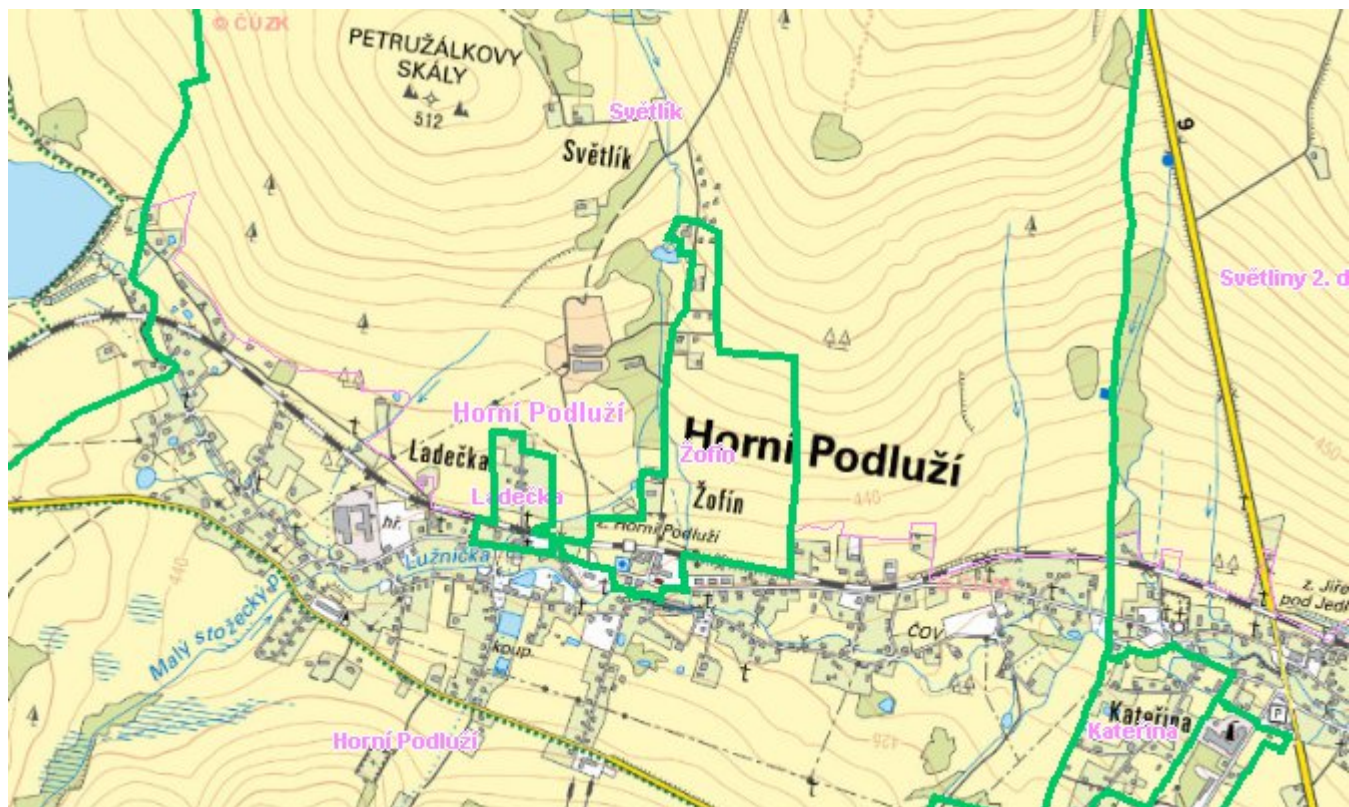 © ČÚZK
PETRUŽÁLKOVY
SKÁLY
512
Světlík
Světlík
9
Světliny 2. d
Horní Podluží
Ladečka
Ladečka
Horní Podluží
Žofín
Žofín
450
440
440
hř.
z. Horní Podluží
Lužnička
Malý stožecký p.
koup.
ČOV
z. Jiře
pod Jedl
Horní Podluží
426
Kateřina
Kateřina
P